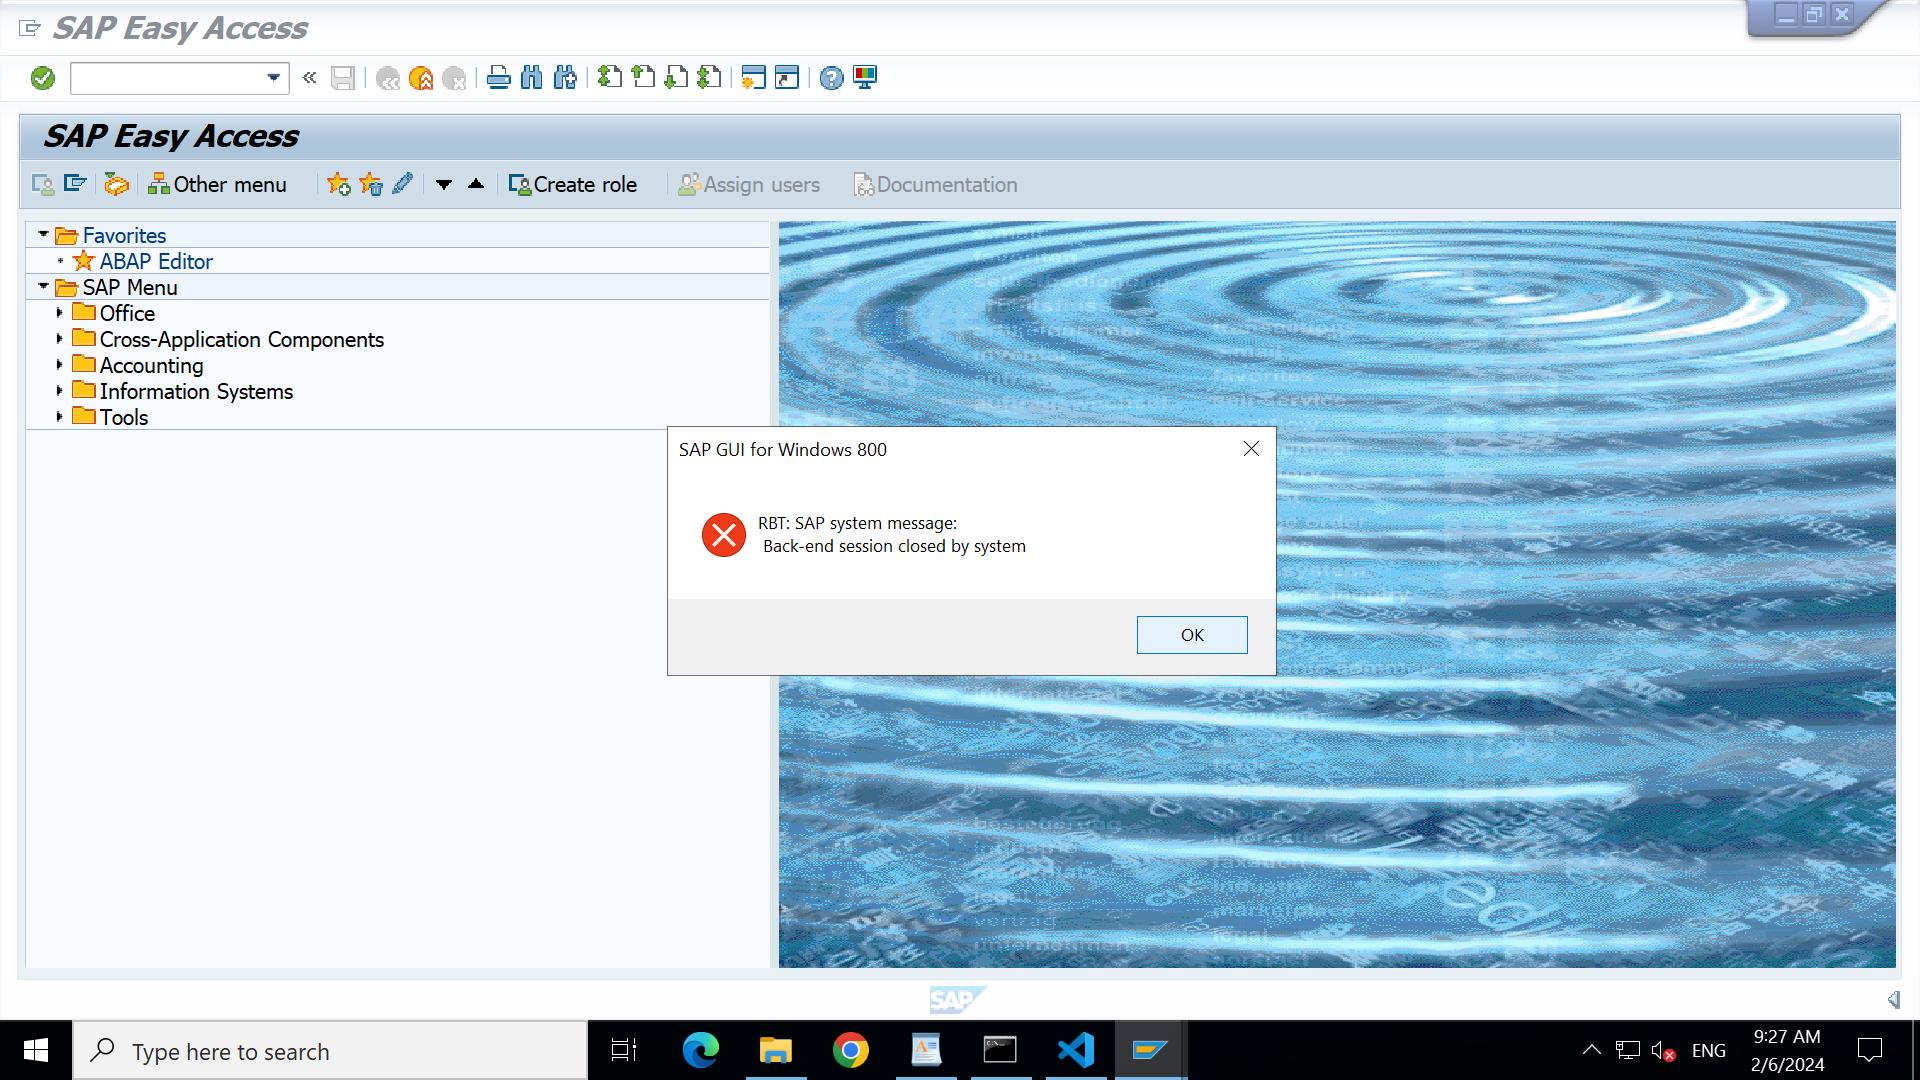 SAP Easy Access
SAP Easy Access
Other menu
Create role
Assign users
Documentation
Favorites
ABAP Editor
SAP Menu
Office
Cross-Application Components
Accounting
Information Systems
Tools
SAP GUI for Windows 800
RBT: SAP system message:
Back-end session closed by system
OK
SAP
Type here to search
ENG
9:27 AM
2/6/2024